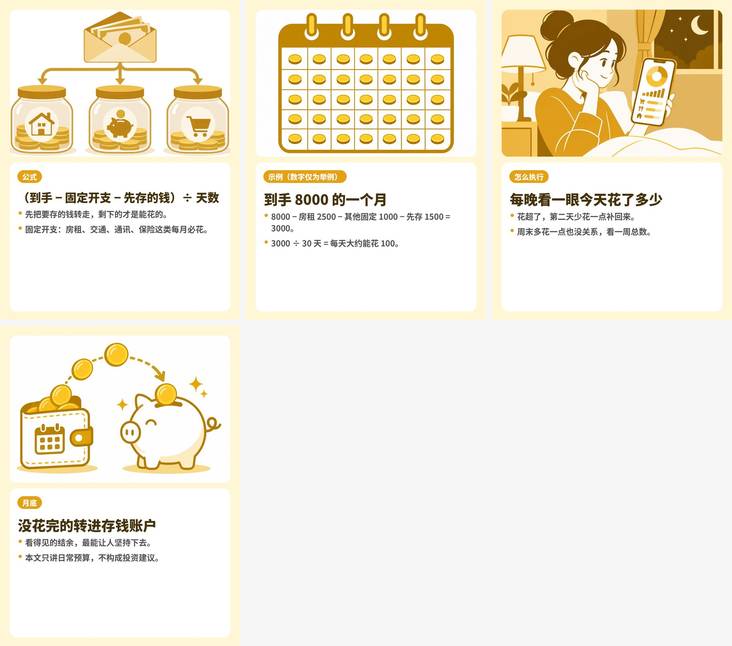 公式
（到手 − 固定开支 − 先存的钱）÷ 天数
先把要存的钱转走，剩下的才是能花的。
固定开支：房租、交通、通讯、保险这类每月必花。
示例（数字仅为举例）
到手 8000 的一个月
8000 − 房租 2500 − 其他固定 1000 − 先存 1500 =
3000。
3000 ÷ 30 天 = 每天大约能花 100。
怎么执行
每晚看一眼今天花了多少
花超了，第二天少花一点补回来。
周末多花一点也没关系，看一周总数。
月底
没花完的转进存钱账户
看得见的结余，最能让人坚持下去。
本文只讲日常预算，不构成投资建议。